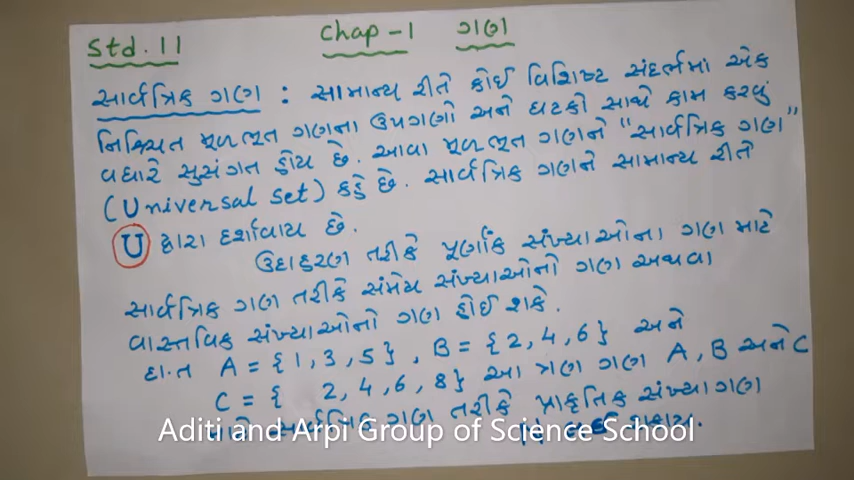 Std. 11 Chap-1 ગણ
સાર્વત્રિક ગણ : સામાન્ય રીતે કોઈ વિશિષ્ટ સંદર્ભમાં એક
નિશ્ચિત મૂળભૂત ગણના ઉપગણો અને ઘટકો સાથે કામ કરવું
વધારે સુસંગત હોય છે. આવા મૂળભૂત ગણને "સાર્વત્રિક ગણ"
(Universal set) કહે છે. સાર્વત્રિક ગણને સામાન્ય રીતે
U દ્વારા દર્શાવાય છે.
ઉદાહરણ તરીકે પૂર્ણાંક સંખ્યાઓના ગણ માટે
સાર્વત્રિક ગણ તરીકે સંમેય સંખ્યાઓનો ગણ અથવા
વાસ્તવિક સંખ્યાઓનો ગણ હોઈ શકે.
દા.ત A = {1, 3, 5} , B = {2, 4, 6} અને
C = { 2, 4, 6, 8} આ ત્રણ ગણ A, B અને C
સાર્વત્રિક ગણ તરીકે પ્રાકૃતિક સંખ્યા ગણ
Aditi and Arpi Group of Science School